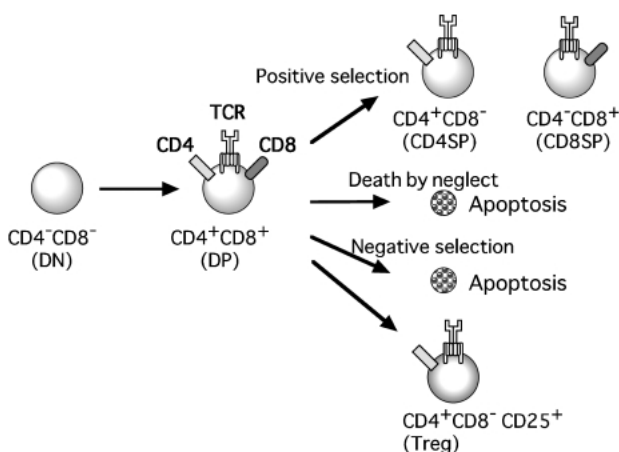 Positive selection
CD4⁺CD8⁻
(CD4SP)
CD4⁻CD8⁺
(CD8SP)
TCR
CD4
CD8
CD4⁻CD8⁻
(DN)
CD4⁺CD8⁺
(DP)
Death by neglect
Apoptosis
Negative selection
Apoptosis
CD4⁺CD8⁻ CD25⁺
(Treg)